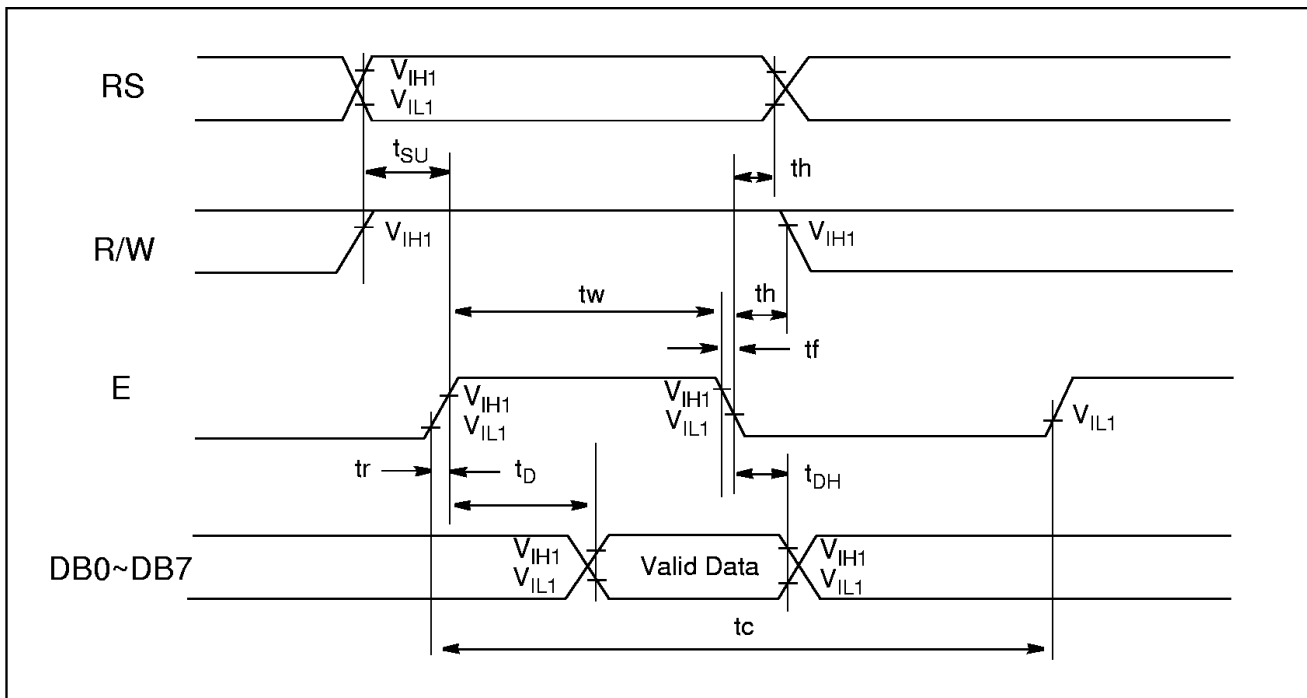 RS
V_IH1
V_IL1
t_SU
th
R/W
V_IH1
V_IH1
tw
th
tf
E
V_IH1
V_IL1
V_IH1
V_IL1
V_IL1
tr
t_D
t_DH
DB0~DB7
V_IH1
V_IL1
Valid Data
V_IH1
V_IL1
tc